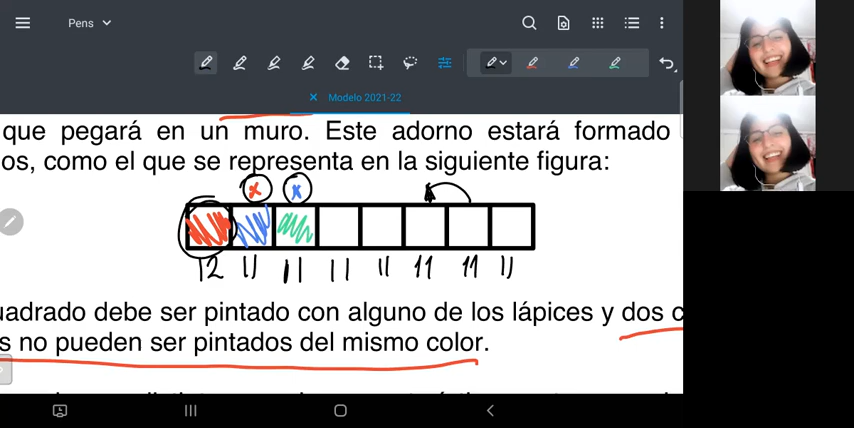 Pens
Modelo 2021-22
que pegará en un muro. Este adorno estará formado
os, como el que se representa en la siguiente figura:
x x
12 11 11 11 11 11 11 11
uadrado debe ser pintado con alguno de los lápices y dos c
s no pueden ser pintados del mismo color.